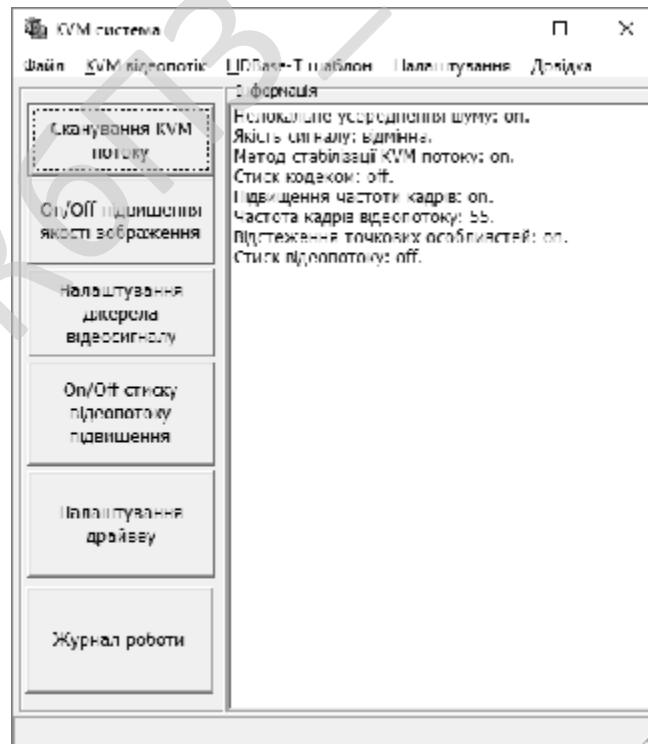 KVM система
Файл KVM відеопотік HDBase-T шаблон Налаштування Довідка
Інформація
Сканування KVM
потоку
On/Off підвищення
якості зображення
Налаштування
джерела
відеосигналу
On/Off стиску
відеопотоку
підвищення
Налаштування
драйверу
Журнал роботи
Нелокальне усереднення шуму: on.
Якість сигналу: відмінна.
Метод стабілізації KVM потоку: on.
Стиск кодеком: off.
Підвищення частоти кадрів: on.
Частота кадрів відеопотоку: 55.
Відстеження точкових особливостей: on.
Стиск відеопотоку: off.